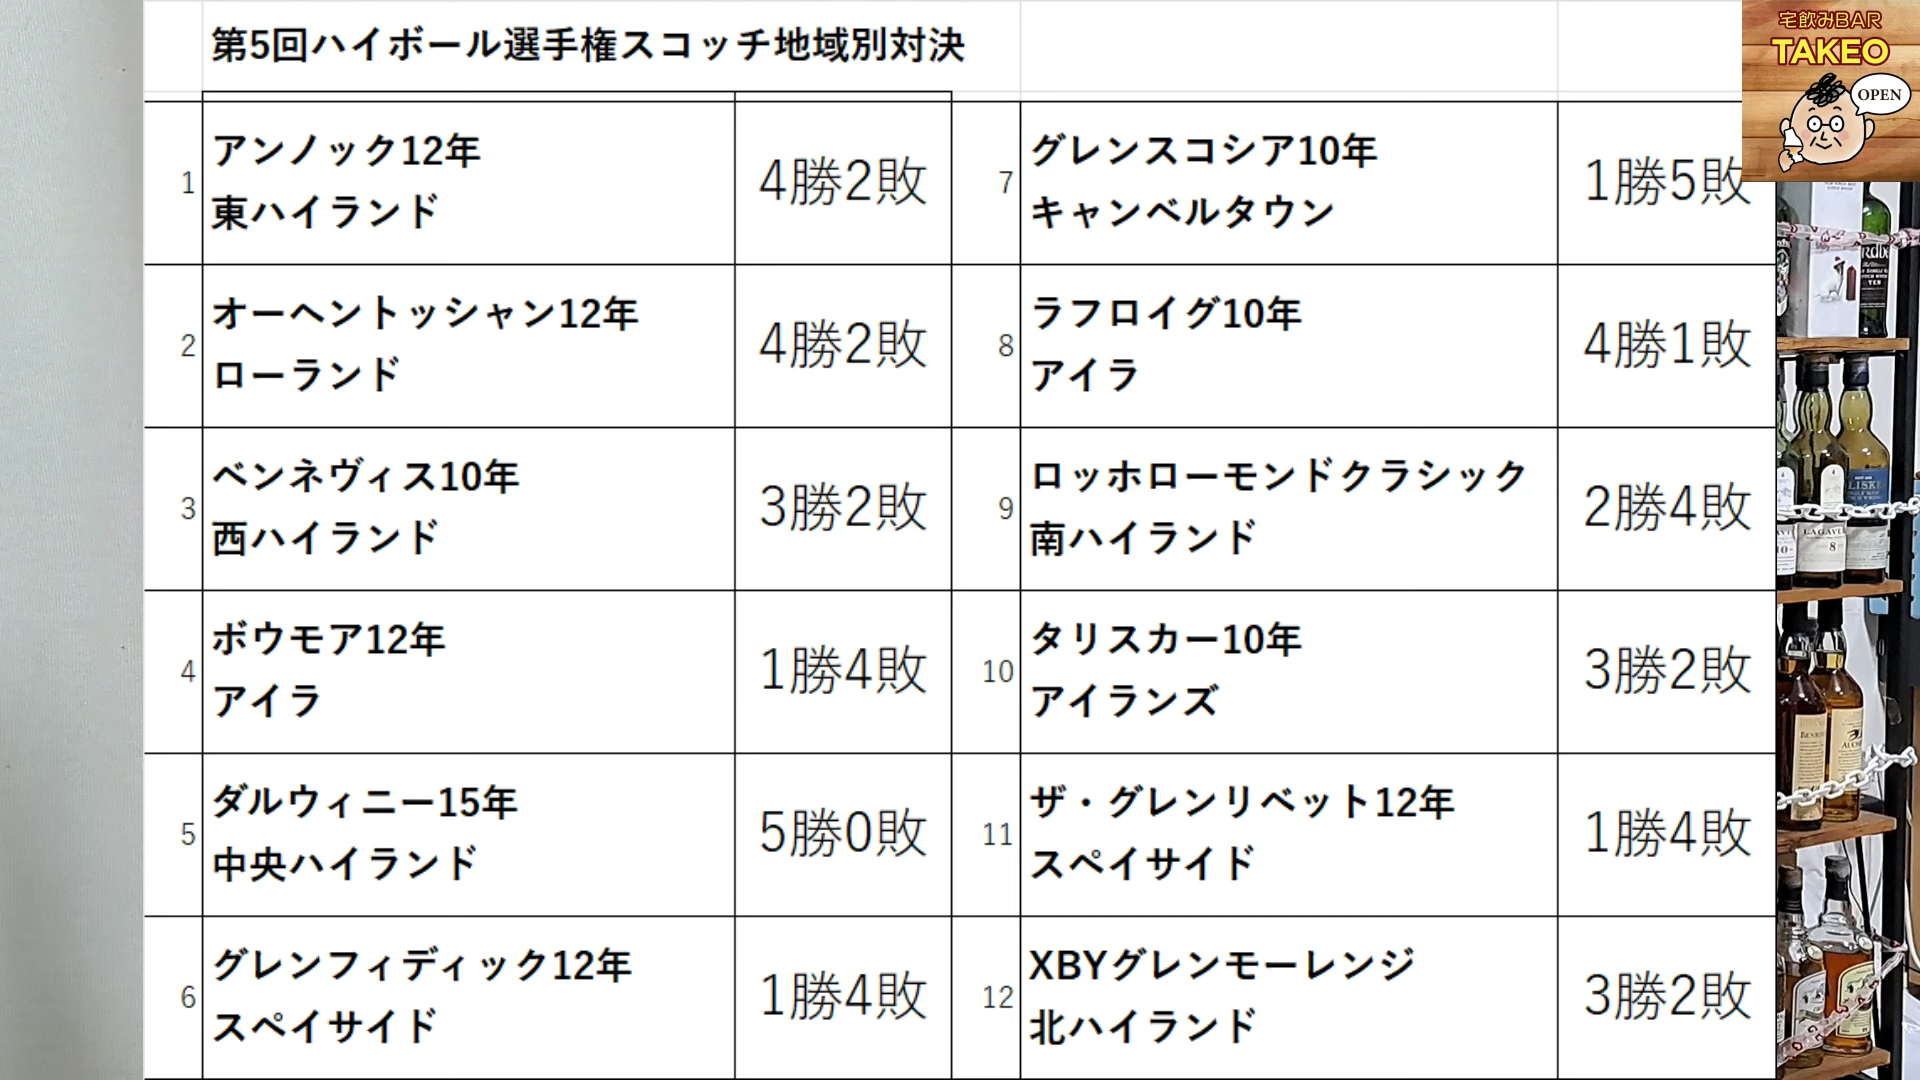 第5回ハイボール選手権スコッチ地域別対決
1
アンノック12年
東ハイランド
4勝2敗
2
オーヘントッシャン12年
ローランド
4勝2敗
3
ベンネヴィス10年
西ハイランド
3勝2敗
4
ボウモア12年
アイラ
1勝4敗
5
ダルウィニー15年
中央ハイランド
5勝0敗
6
グレンフィディック12年
スペイサイド
1勝4敗
7
グレンスコシア10年
キャンベルタウン
1勝5敗
8
ラフロイグ10年
アイラ
4勝1敗
9
ロッホローモンドクラシック
南ハイランド
2勝4敗
10
タリスカー10年
アイランズ
3勝2敗
11
ザ・グレンリベット12年
スペイサイド
1勝4敗
12
XBYグレンモーレンジ
北ハイランド
3勝2敗
宅飲みBAR
TAKEO
OPEN
TEN
8